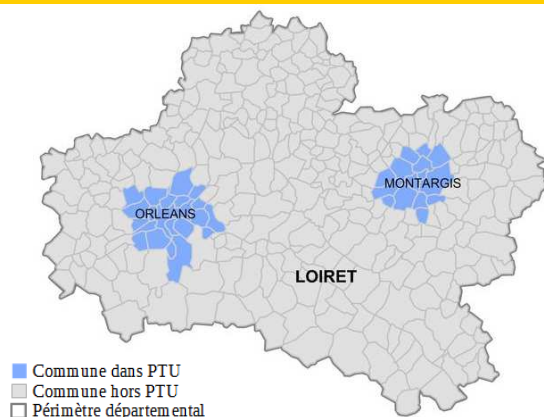 MONTARGIS
ORLEANS
LOIRET
Commune dans PTU
Commune hors PTU
Périmètre départemental